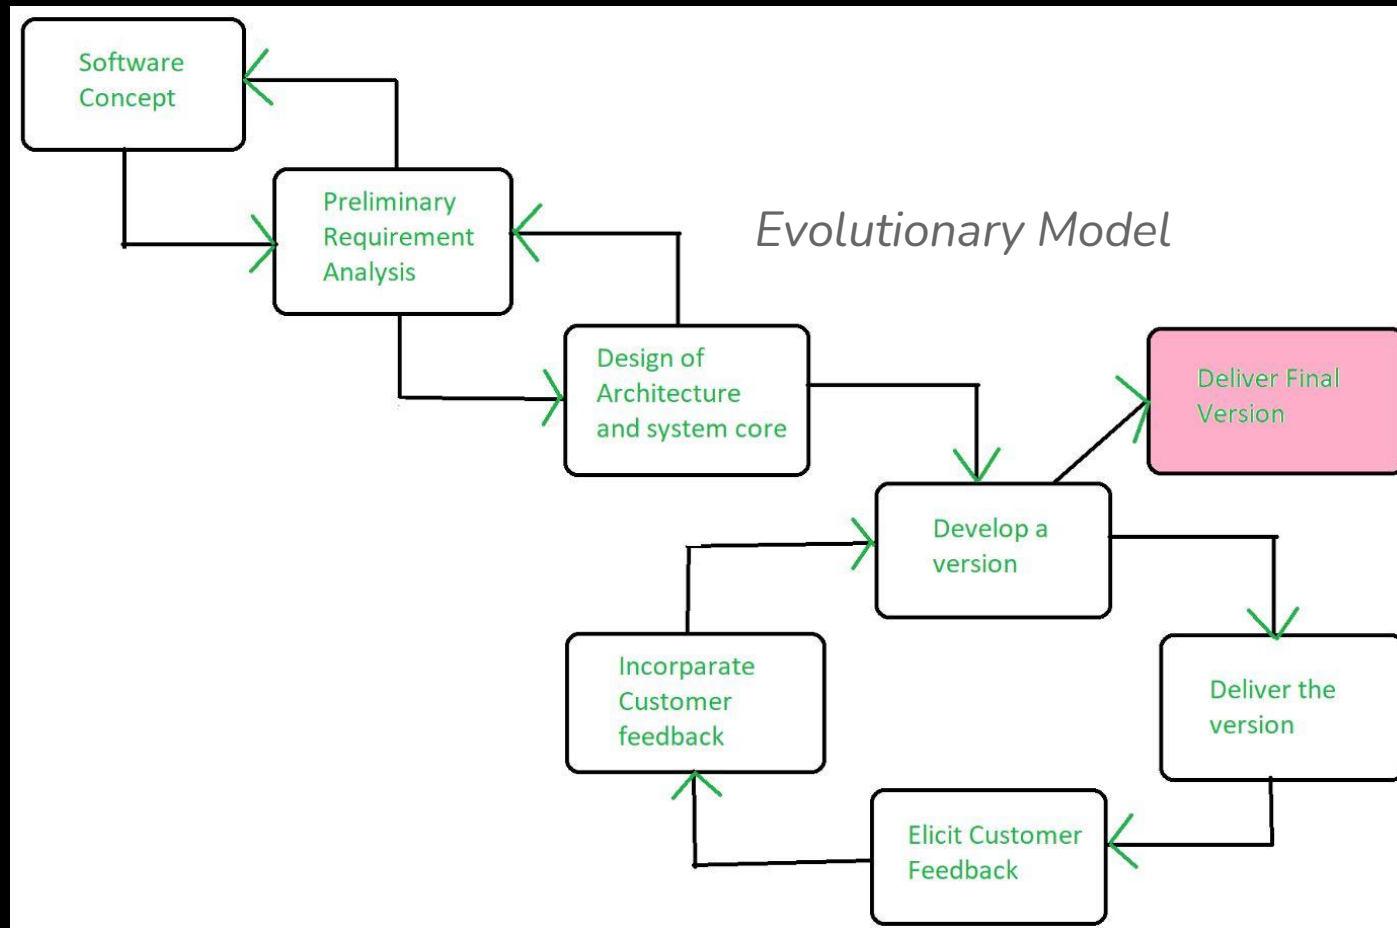 Software
Concept
Preliminary
Requirement
Analysis
Evolutionary Model
Design of
Architecture
and system core
Deliver Final
Version
Develop a
version
Incorparate
Customer
feedback
Deliver the
version
Elicit Customer
Feedback